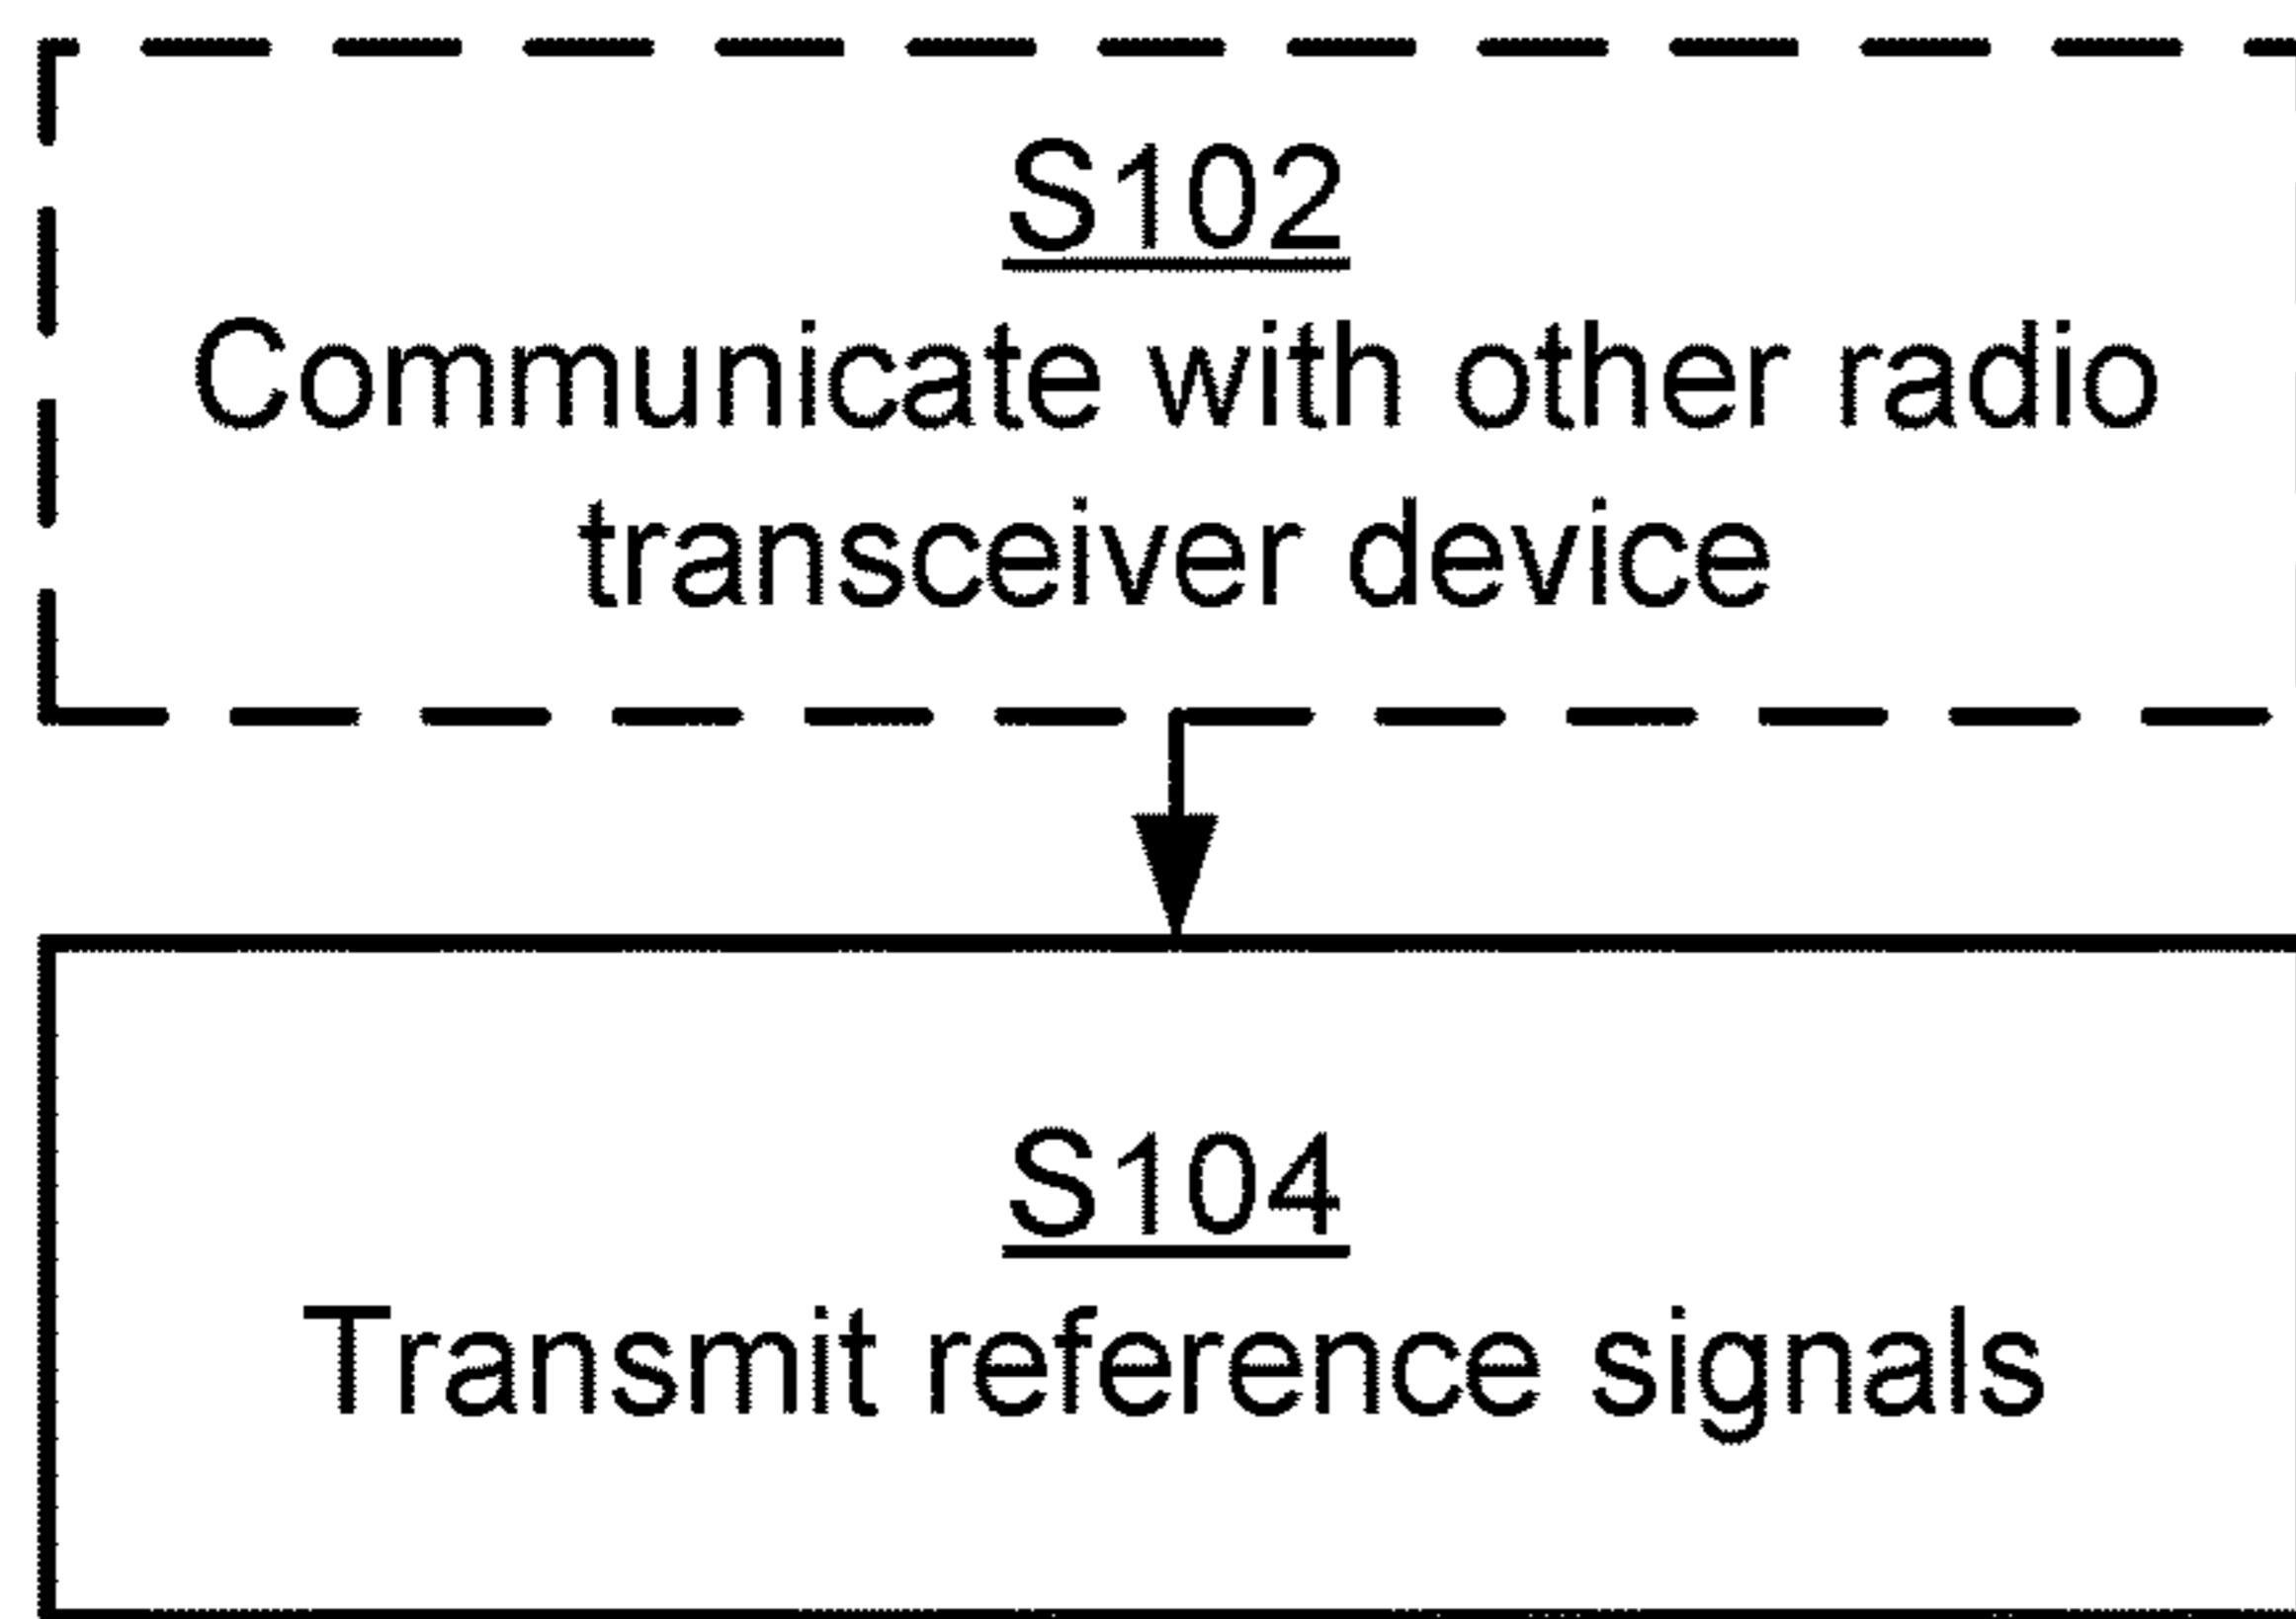 S102
Communicate with other radio
transceiver device
S104
Transmit reference signals